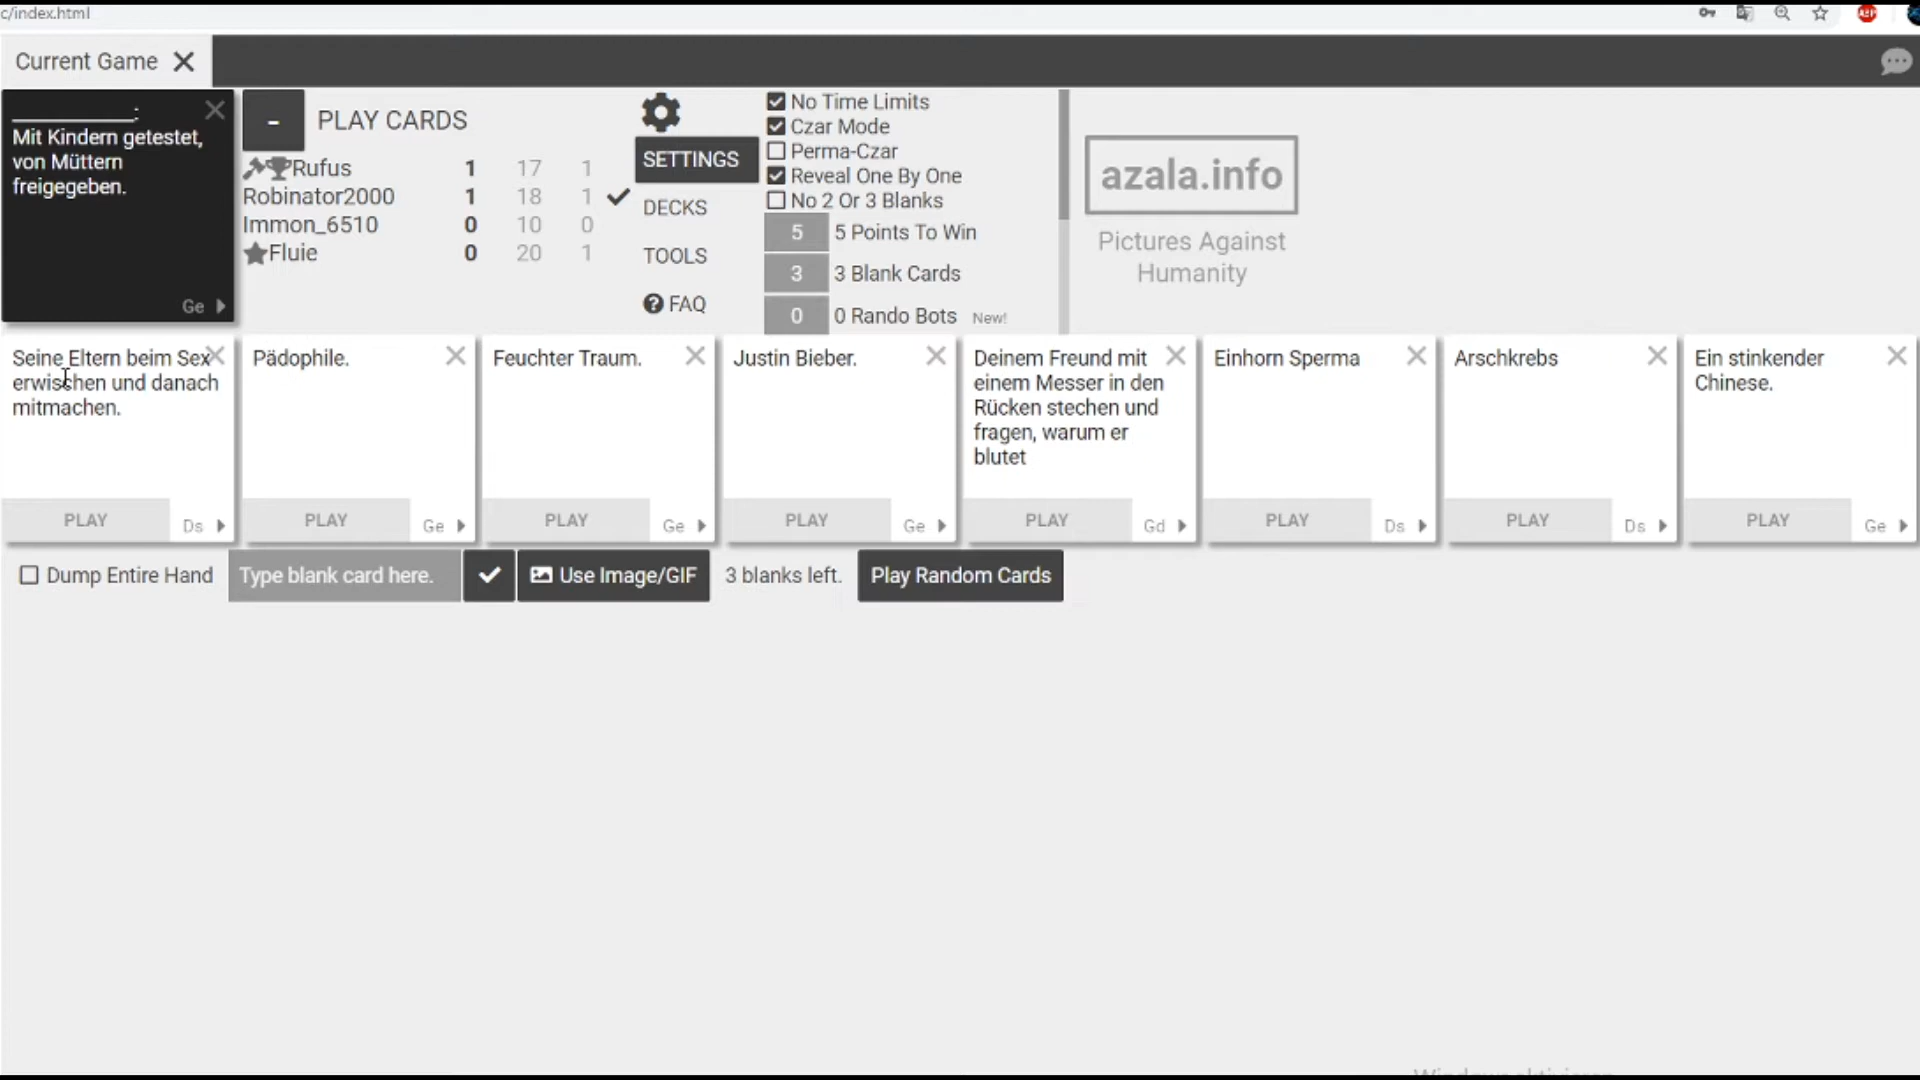 c/index.html
Current Game
___________:
Mit Kindern getestet,
von Müttern
freigegeben.
Ge
-
PLAY CARDS
Rufus 1 17 1
Robinator2000 1 18 1
Immon_6510 0 10 0
Fluie 0 20 1
SETTINGS
DECKS
TOOLS
FAQ
No Time Limits
Czar Mode
Perma-Czar
Reveal One By One
No 2 Or 3 Blanks
5 5 Points To Win
3 3 Blank Cards
0 0 Rando Bots New!
azala.info
Pictures Against
Humanity
Seine Eltern beim Sex
erwischen und danach
mitmachen.
PLAY Ds
Pädophile.
PLAY Ge
Feuchter Traum.
PLAY Ge
Justin Bieber.
PLAY Ge
Deinem Freund mit
einem Messer in den
Rücken stechen und
fragen, warum er
blutet
PLAY Gd
Einhorn Sperma
PLAY Ds
Arschkrebs
PLAY Ds
Ein stinkender
Chinese.
PLAY Ge
Dump Entire Hand
Type blank card here.
Use Image/GIF
3 blanks left.
Play Random Cards